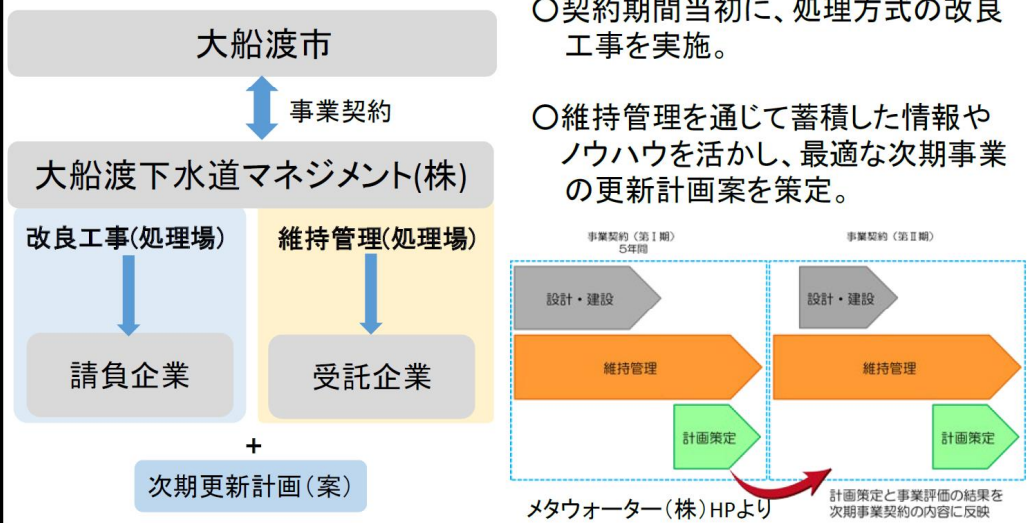 大船渡市
事業契約
大船渡下水道マネジメント(株)
改良工事(処理場)
維持管理(処理場)
請負企業
受託企業
+
次期更新計画（案）
〇契約期間当初に、処理方式の改良
工事を実施。
〇維持管理を通じて蓄積した情報や
ノウハウを活かし、最適な次期事業
の更新計画案を策定。
事業契約（第Ⅰ期）
5年間
事業契約（第Ⅱ期）
設計・建設
設計・建設
維持管理
維持管理
計画策定
計画策定
メタウォーター（株）HPより
計画策定と事業評価の結果を
次期事業契約の内容に反映